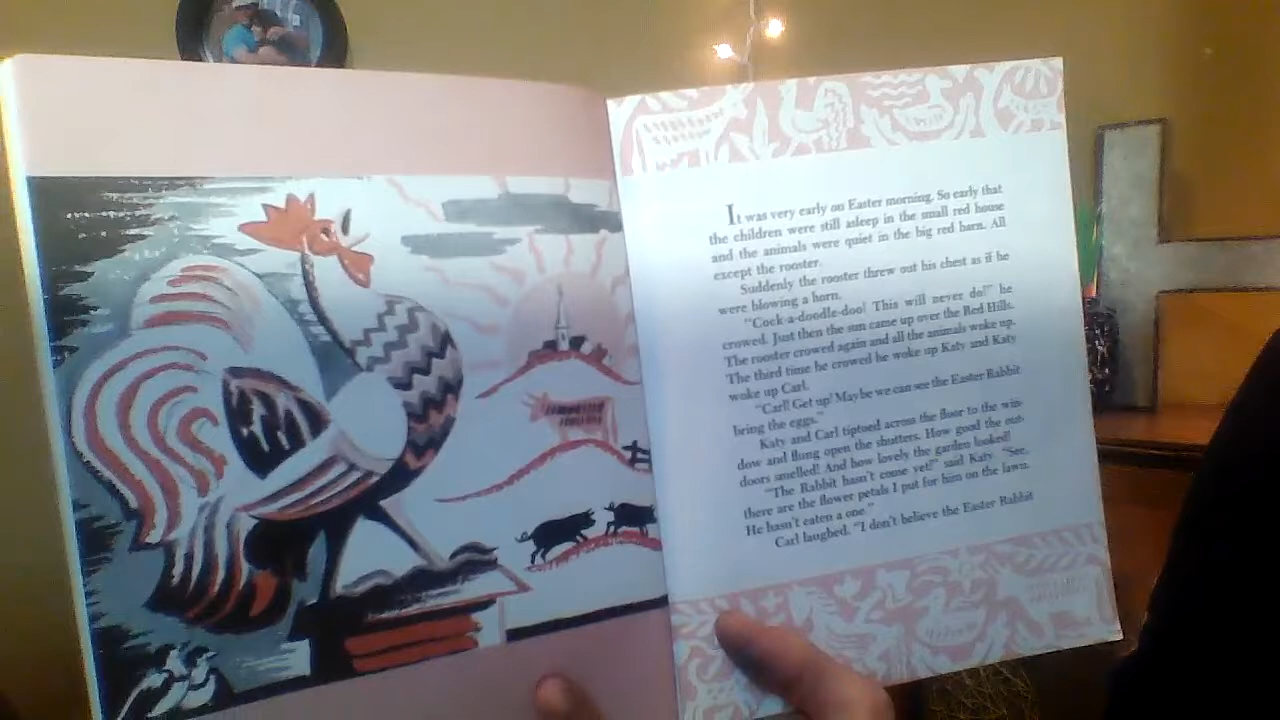 It was very early on Easter morning. So early that
the children were still asleep in the small red house
and the animals were quiet in the big red barn. All
except the rooster.
Suddenly the rooster threw out his chest as if he
were blowing a horn.
"Cock-a-doodle-doo! This will never do!" he
crowed. Just then the sun came up over the Red Hills.
The rooster crowed again and all the animals woke up.
The third time he crowed he woke up Katy and Katy
woke up Carl.
"Carl! Get up! Maybe we can see the Easter Rabbit
bring the eggs."
Katy and Carl tiptoed across the floor to the win-
dow and flung open the shutters. How good the out-
doors smelled! And how lovely the garden looked!
"The Rabbit hasn't come yet!" said Katy. "See,
there are the flower petals I put for him on the lawn.
He hasn't eaten a one."
Carl laughed. "I don't believe the Easter Rabbit